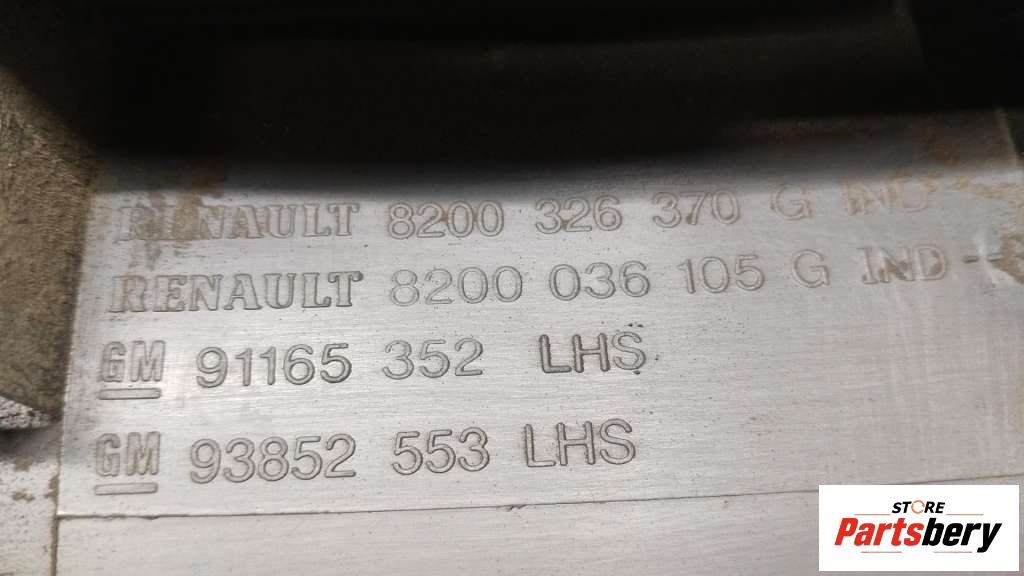 RENAULT 8200 326 370 G IND
RENAULT 8200 036 105 G IND
GM 91165 352 LHS
GM 93852 553 LHS
STORE
Partsbery